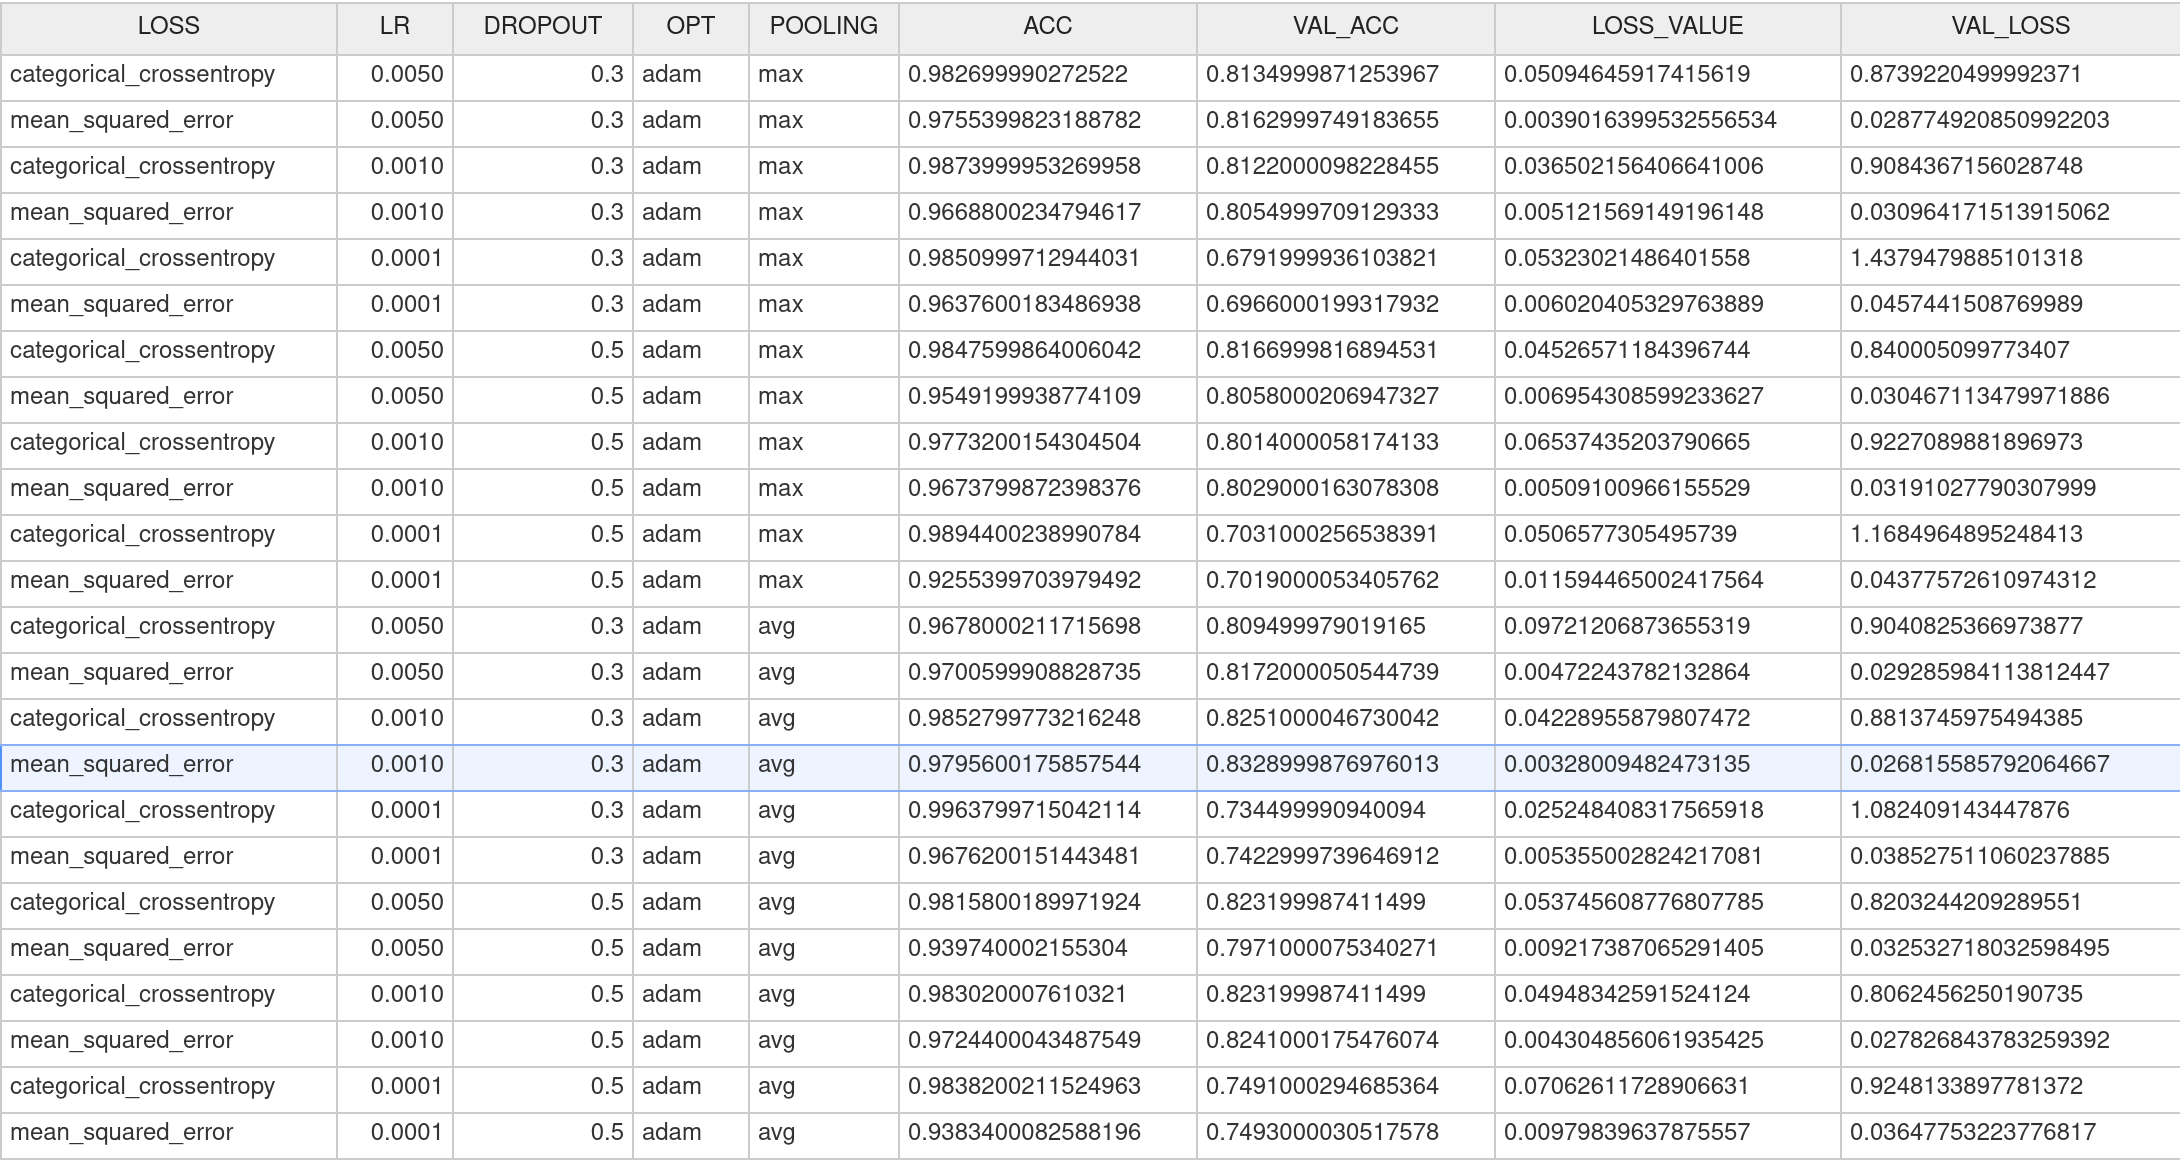 LOSS LR DROPOUT OPT POOLING ACC VAL_ACC LOSS_VALUE VAL_LOSS
categorical_crossentropy 0.0050 0.3 adam max 0.982699990272522 0.8134999871253967 0.05094645917415619 0.8739220499992371
mean_squared_error 0.0050 0.3 adam max 0.9755399823188782 0.8162999749183655 0.0039016399532556534 0.028774920850992203
categorical_crossentropy 0.0010 0.3 adam max 0.9873999953269958 0.8122000098228455 0.036502156406641006 0.9084367156028748
mean_squared_error 0.0010 0.3 adam max 0.9668800234794617 0.8054999709129333 0.005121569149196148 0.030964171513915062
categorical_crossentropy 0.0001 0.3 adam max 0.9850999712944031 0.6791999936103821 0.05323021486401558 1.4379479885101318
mean_squared_error 0.0001 0.3 adam max 0.9637600183486938 0.6966000199317932 0.006020405329763889 0.0457441508769989
categorical_crossentropy 0.0050 0.5 adam max 0.9847599864006042 0.8166999816894531 0.04526571184396744 0.840005099773407
mean_squared_error 0.0050 0.5 adam max 0.9549199938774109 0.8058000206947327 0.006954308599233627 0.030467113479971886
categorical_crossentropy 0.0010 0.5 adam max 0.9773200154304504 0.8014000058174133 0.06537435203790665 0.9227089881896973
mean_squared_error 0.0010 0.5 adam max 0.9673799872398376 0.8029000163078308 0.00509100966155529 0.03191027790307999
categorical_crossentropy 0.0001 0.5 adam max 0.9894400238990784 0.7031000256538391 0.0506577305495739 1.1684964895248413
mean_squared_error 0.0001 0.5 adam max 0.9255399703979492 0.7019000053405762 0.011594465002417564 0.04377572610974312
categorical_crossentropy 0.0050 0.3 adam avg 0.9678000211715698 0.809499979019165 0.09721206873655319 0.9040825366973877
mean_squared_error 0.0050 0.3 adam avg 0.9700599908828735 0.8172000050544739 0.00472243782132864 0.029285984113812447
categorical_crossentropy 0.0010 0.3 adam avg 0.9852799773216248 0.8251000046730042 0.04228955879807472 0.8813745975494385
mean_squared_error 0.0010 0.3 adam avg 0.9795600175857544 0.8328999876976013 0.00328009482473135 0.026815585792064667
categorical_crossentropy 0.0001 0.3 adam avg 0.9963799715042114 0.734499990940094 0.025248408317565918 1.082409143447876
mean_squared_error 0.0001 0.3 adam avg 0.9676200151443481 0.7422999739646912 0.005355002824217081 0.038527511060237885
categorical_crossentropy 0.0050 0.5 adam avg 0.9815800189971924 0.823199987411499 0.053745608776807785 0.8203244209289551
mean_squared_error 0.0050 0.5 adam avg 0.939740002155304 0.7971000075340271 0.009217387065291405 0.032532718032598495
categorical_crossentropy 0.0010 0.5 adam avg 0.983020007610321 0.823199987411499 0.04948342591524124 0.8062456250190735
mean_squared_error 0.0010 0.5 adam avg 0.9724400043487549 0.8241000175476074 0.004304856061935425 0.027826843783259392
categorical_crossentropy 0.0001 0.5 adam avg 0.9838200211524963 0.7491000294685364 0.07062611728906631 0.9248133897781372
mean_squared_error 0.0001 0.5 adam avg 0.9383400082588196 0.7493000030517578 0.00979839637875557 0.03647753223776817